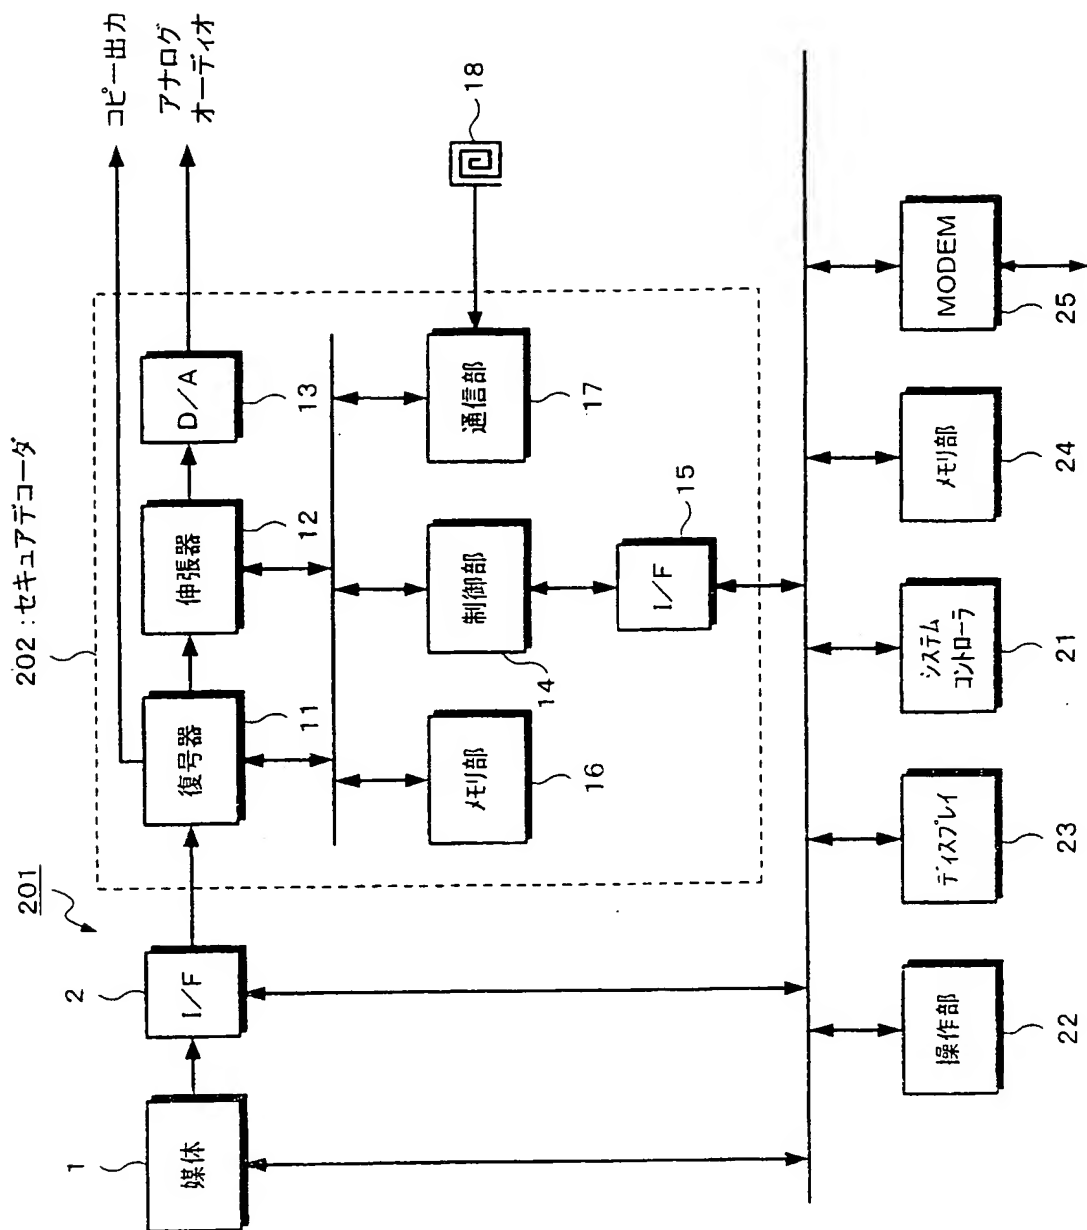 コピー出力
アナログ
オーディオ
202：セキュアデコーダ
201
媒体
1
I/F
2
復号器
11
伸張器
12
D/A
13
18
メモリ部
16
制御部
14
通信部
17
I/F
15
操作部
22
ディスプレイ
23
システム
コントローラ
21
メモリ部
24
MODEM
25